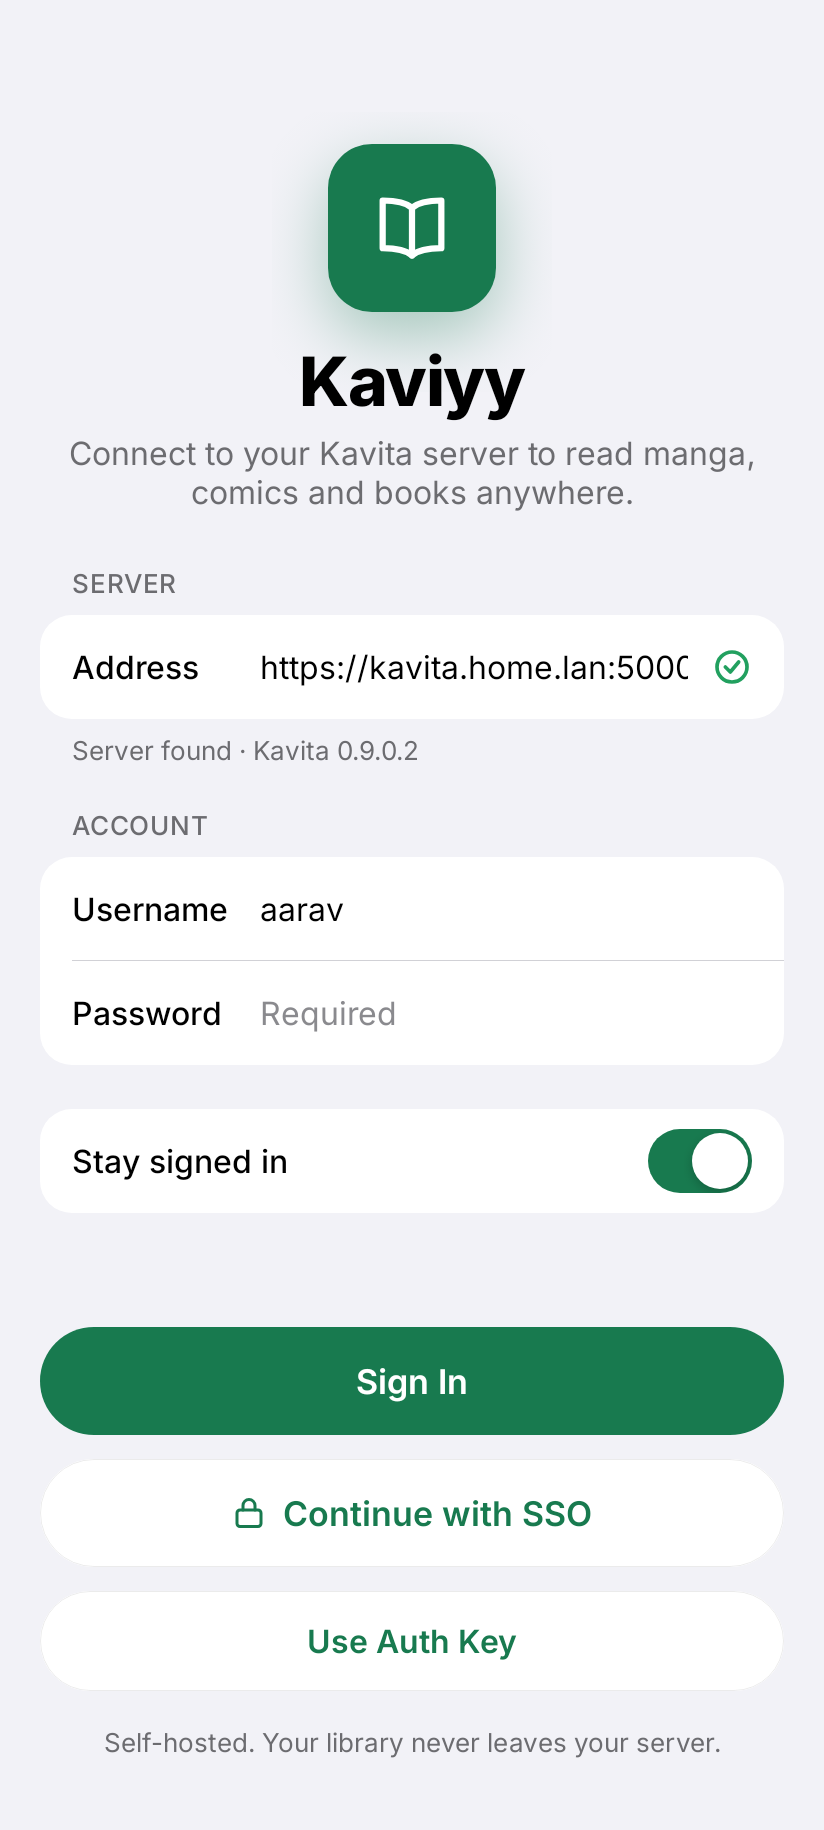 Kaviyy
Connect to your Kavita server to read manga,
comics and books anywhere.
SERVER
Address https://kavita.home.lan:5000
Server found · Kavita 0.9.0.2
ACCOUNT
Username aarav
Password Required
Stay signed in
Sign In
Continue with SSO
Use Auth Key
Self-hosted. Your library never leaves your server.